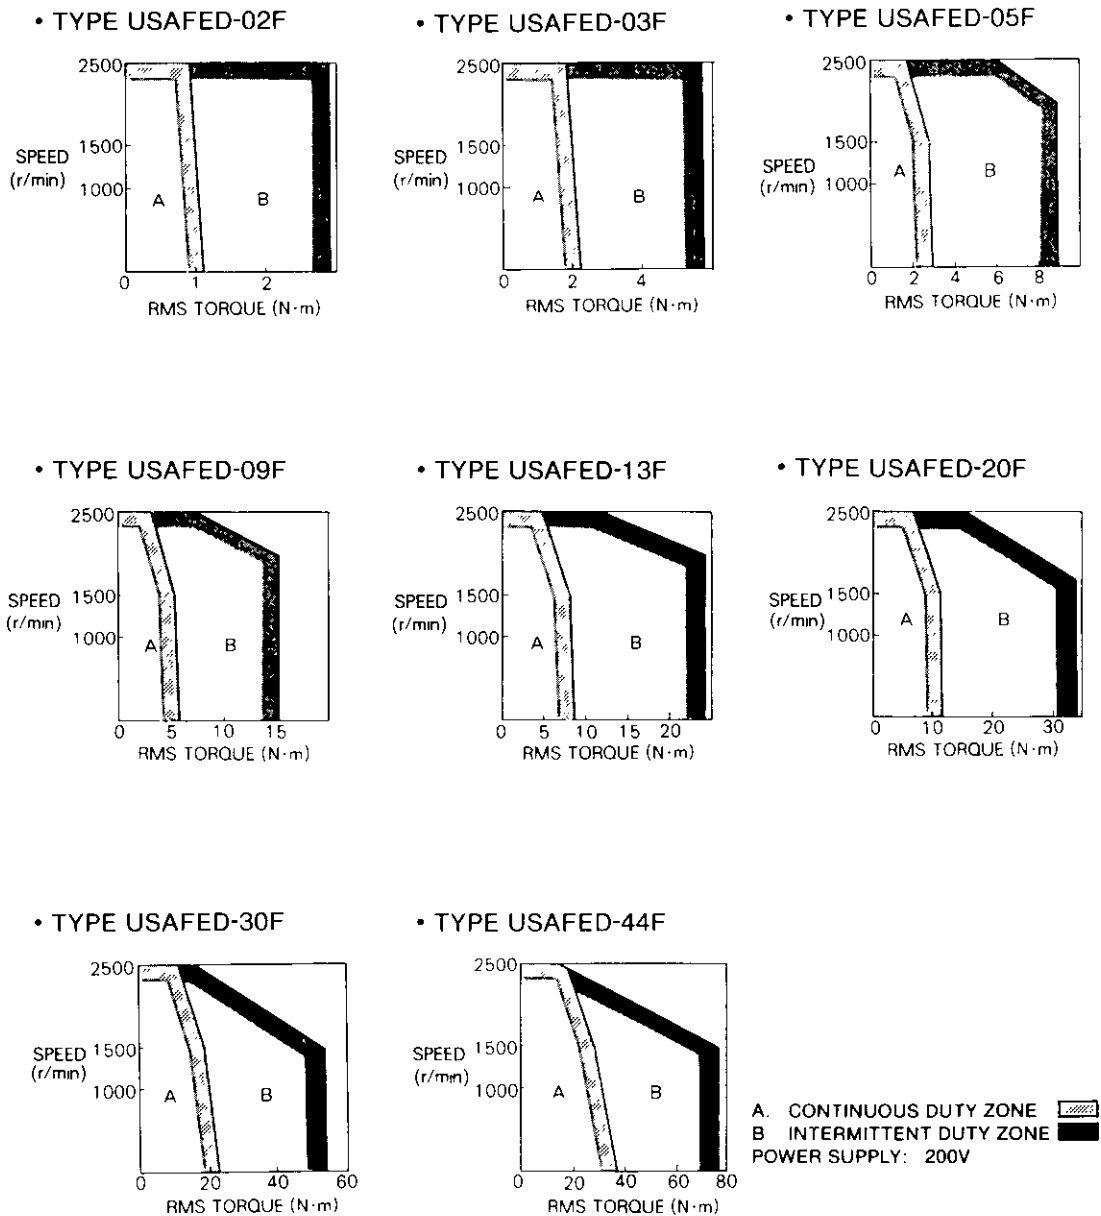 • TYPE USAFED-02F
2500
SPEED 1500
(r/min) 1000
A B
0 1 2
RMS TORQUE (N·m)
• TYPE USAFED-03F
2500
SPEED 1500
(r/min) 1000
A B
0 2 4
RMS TORQUE (N·m)
• TYPE USAFED-05F
2500
SPEED 1500
(r/min) 1000
A B
0 2 4 6 8
RMS TORQUE (N·m)
• TYPE USAFED-09F
2500
SPEED 1500
(r/min) 1000
A B
0 5 10 15
RMS TORQUE (N·m)
• TYPE USAFED-13F
2500
SPEED 1500
(r/min) 1000
A B
0 5 10 15 20
RMS TORQUE (N·m)
• TYPE USAFED-20F
2500
SPEED 1500
(r/min) 1000
A B
0 10 20 30
RMS TORQUE (N·m)
• TYPE USAFED-30F
2500
SPEED 1500
(r/min) 1000
A B
0 20 40 60
RMS TORQUE (N·m)
• TYPE USAFED-44F
2500
SPEED 1500
(r/min) 1000
A B
0 20 40 60 80
RMS TORQUE (N·m)
A. CONTINUOUS DUTY ZONE
B INTERMITTENT DUTY ZONE
POWER SUPPLY: 200V